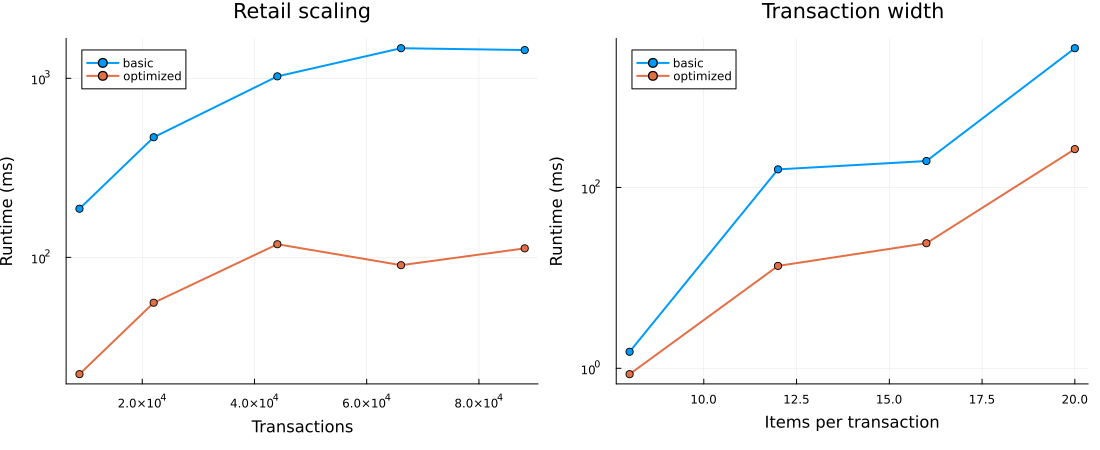 Retail scaling
basic
optimized
10³
10²
Runtime (ms)
2.0×10⁴ 4.0×10⁴ 6.0×10⁴ 8.0×10⁴
Transactions
Transaction width
basic
optimized
10²
10⁰
Runtime (ms)
10.0 12.5 15.0 17.5 20.0
Items per transaction